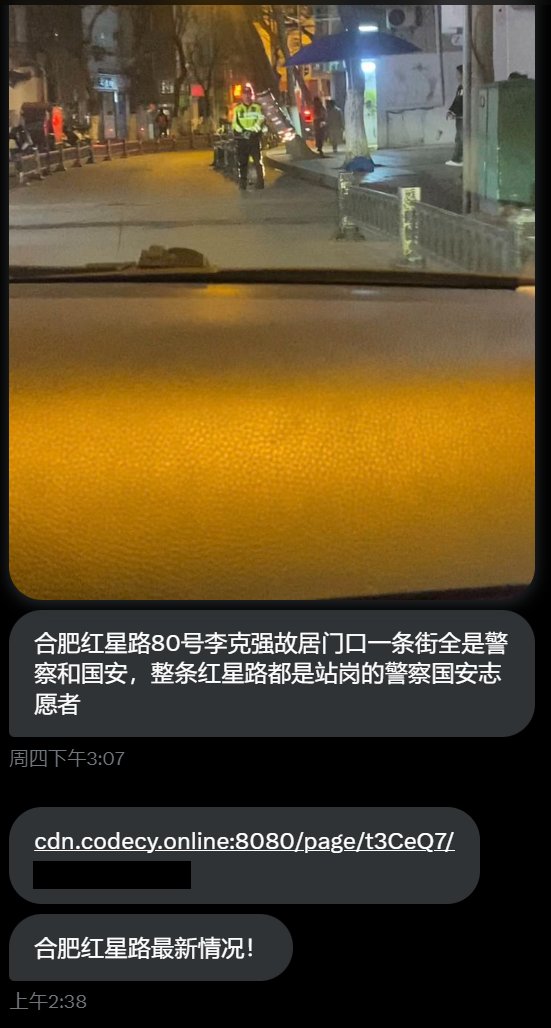 合肥红星路80号李克强故居门口一条街全是警
察和国安，整条红星路都是站岗的警察国安志
愿者
周四下午3:07
cdn.codecy.online:8080/page/t3CeQ7/
合肥红星路最新情况！
上午2:38